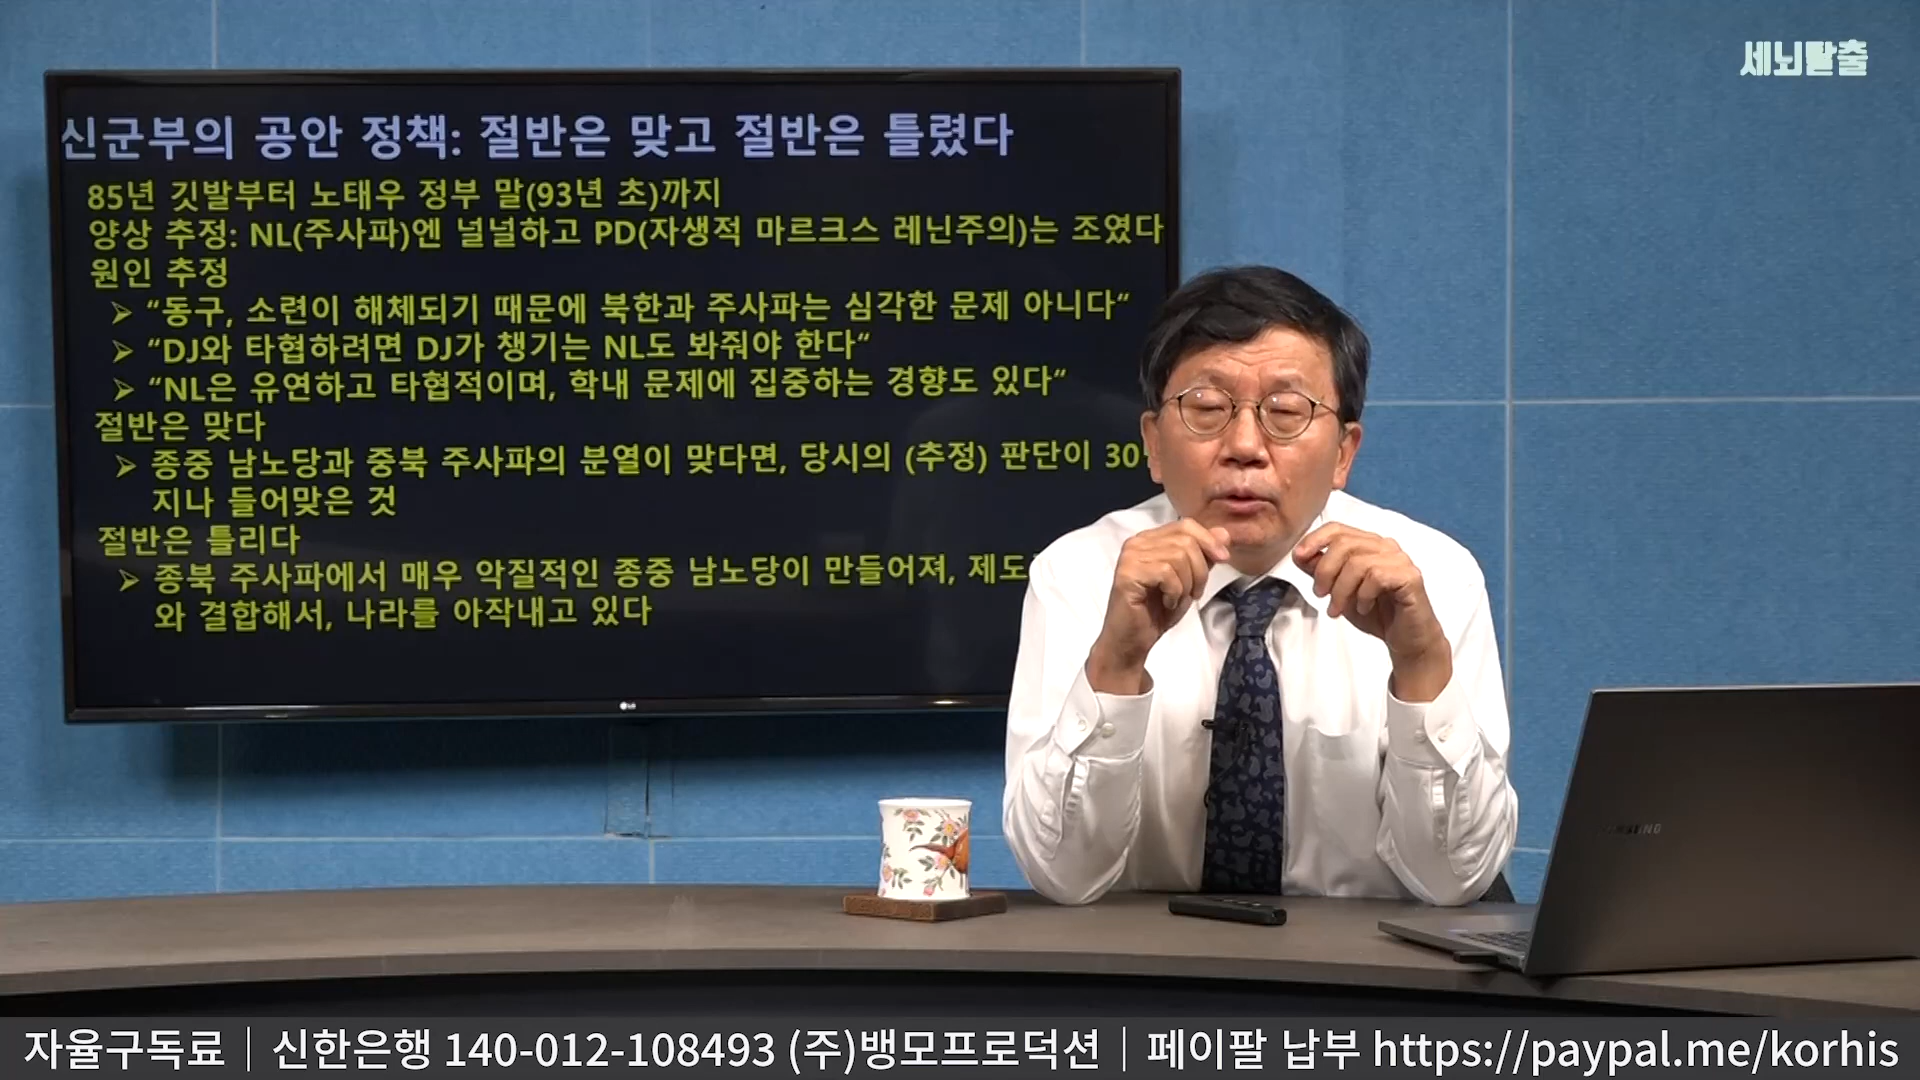 세뇌탈출
신군부의 공안 정책: 절반은 맞고 절반은 틀렸다
85년 깃발부터 노태우 정부 말(93년 초)까지
양상 추정: NL(주사파)엔 널널하고 PD(자생적 마르크스 레닌주의)는 조였다
원인 추정
➢ “동구, 소련이 해체되기 때문에 북한과 주사파는 심각한 문제 아니다“
➢ “DJ와 타협하려면 DJ가 챙기는 NL도 봐줘야 한다“
➢ “NL은 유연하고 타협적이며, 학내 문제에 집중하는 경향도 있다“
절반은 맞다
➢ 종중 남노당과 중북 주사파의 분열이 맞다면, 당시의 (추정) 판단이 30
지나 들어맞은 것
절반은 틀리다
➢ 종북 주사파에서 매우 악질적인 종중 남노당이 만들어져, 제도
와 결합해서, 나라를 아작내고 있다
LG
SAMSUNG
자율구독료│신한은행 140-012-108493 (주)뱅모프로덕션│페이팔 납부 https://paypal.me/korhis